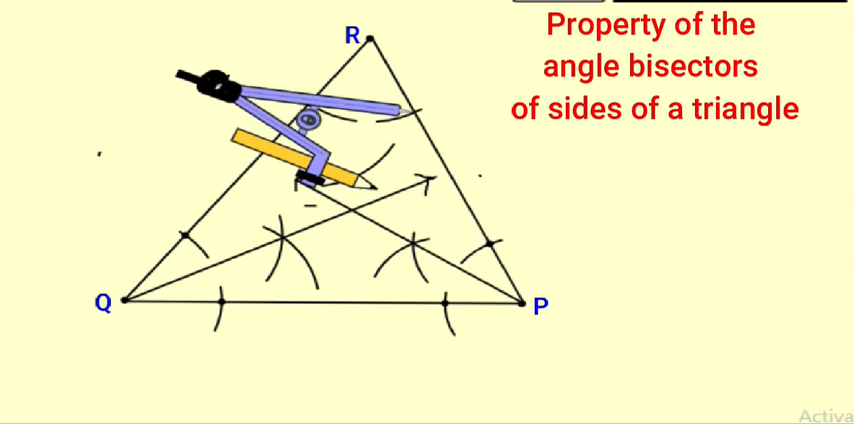 R
Property of the
angle bisectors
of sides of a triangle
Q
P
Activa